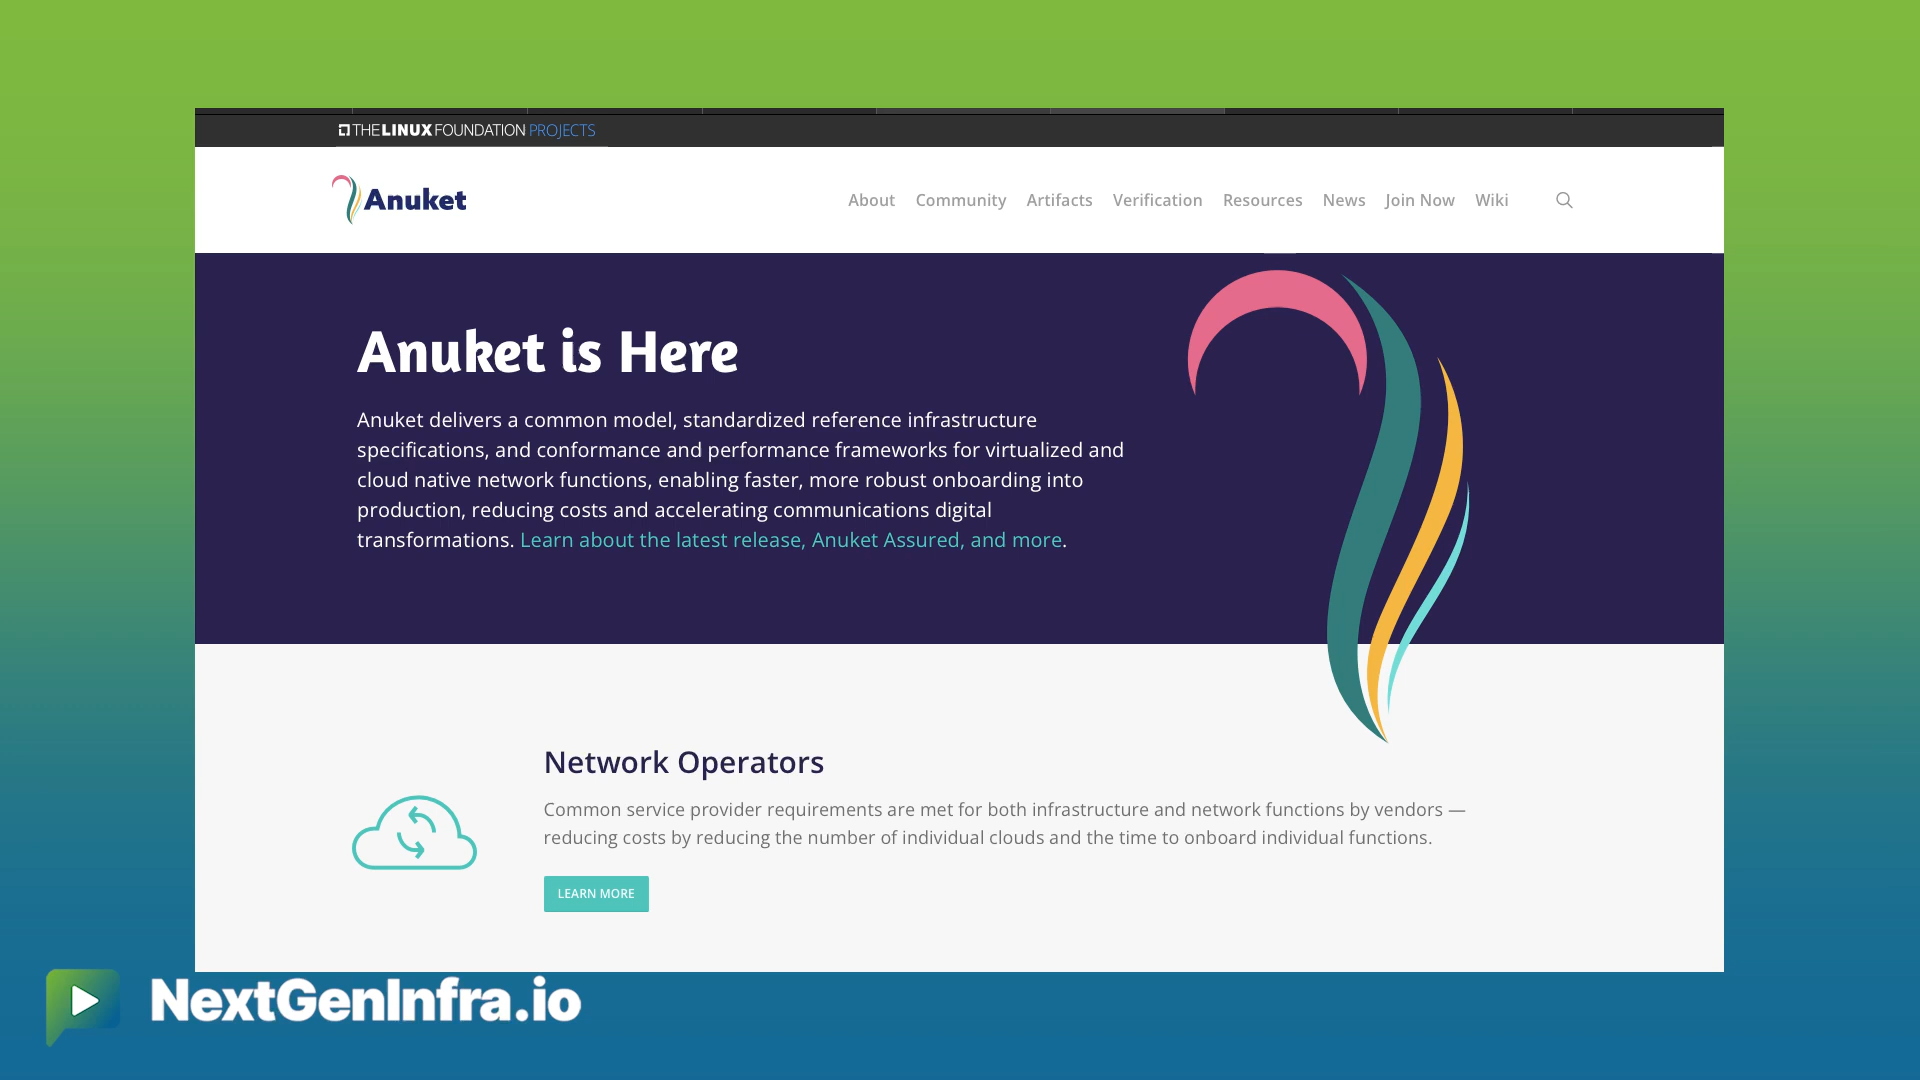 THE LINUX FOUNDATION PROJECTS
Anuket
About Community Artifacts Verification Resources News Join Now Wiki
Anuket is Here
Anuket delivers a common model, standardized reference infrastructure
specifications, and conformance and performance frameworks for virtualized and
cloud native network functions, enabling faster, more robust onboarding into
production, reducing costs and accelerating communications digital
transformations. Learn about the latest release, Anuket Assured, and more.
Network Operators
Common service provider requirements are met for both infrastructure and network functions by vendors —
reducing costs by reducing the number of individual clouds and the time to onboard individual functions.
LEARN MORE
NextGenInfra.io